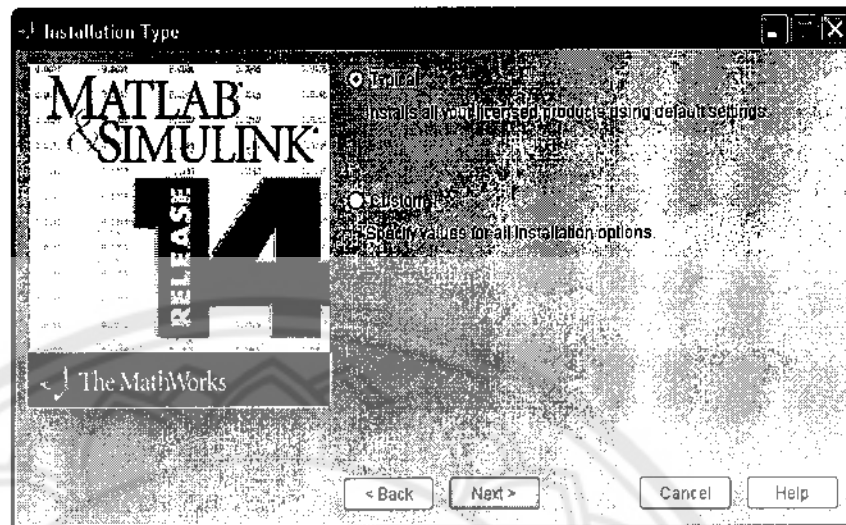 Installation Type
MATLAB
&SIMULINK
RELEASE
14
The MathWorks
Typical
Installs all your licensed products using default settings.
Custom
Specify values for all installation options.
< Back
Next >
Cancel
Help